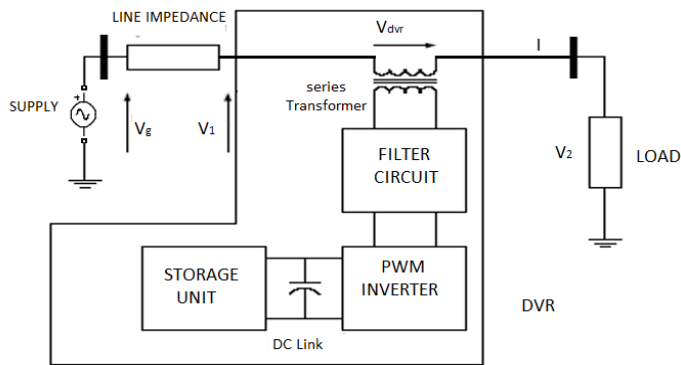 LINE IMPEDANCE
Vdvr
I
SUPPLY
+
Vg
V1
series
Transformer
V2
LOAD
FILTER
CIRCUIT
STORAGE
UNIT
PWM
INVERTER
DVR
DC Link